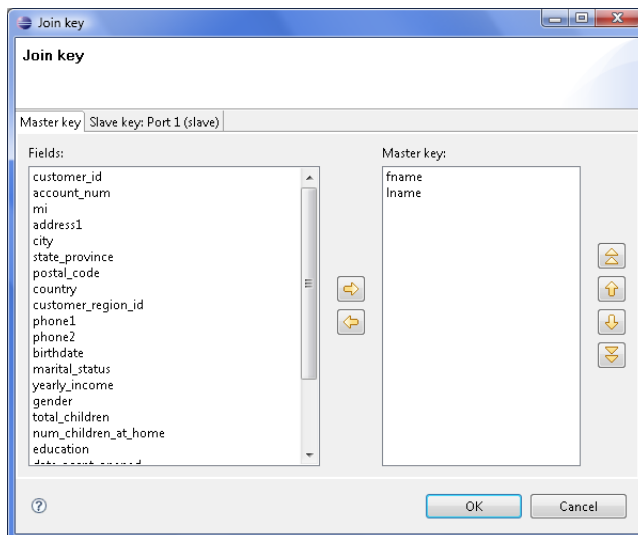 Join key
Join key
Master key
Slave key: Port 1 (slave)
Fields:
customer_id
account_num
mi
address1
city
state_province
postal_code
country
customer_region_id
phone1
phone2
birthdate
marital_status
yearly_income
gender
total_children
num_children_at_home
education
Master key:
fname
lname
OK
Cancel